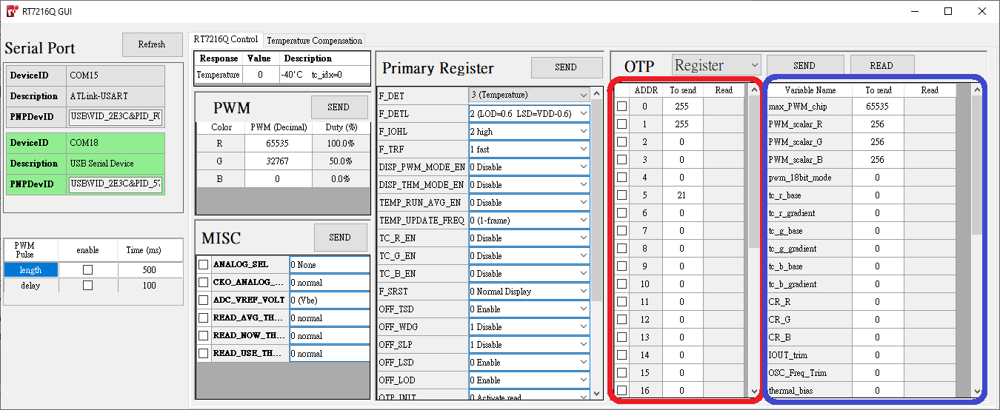 RT7216Q GUI
Serial Port
Refresh
DeviceID COM15
Description ATLink-USART
PNPDevID USB\VID_2E3C&PID_F0
DeviceID COM18
Description USB Serial Device
PNPDevID USB\VID_2E3C&PID_57
PWM Pulse enable Time (ms)
length 500
delay 100
RT7216Q Control Temperature Compensation
Response Value Description
Temperature 0 -40°C tc_idx=0
PWM SEND
Color PWM (Decimal) Duty (%)
R 65535 100.0%
G 32767 50.0%
B 0 0.0%
MISC SEND
ANALOG_SEL 0 None
CKO_ANALOG_... 0 normal
ADC_VREF_VOLT 0 (Vbe)
READ_AVG_TH... 0 normal
READ_NOW_TH... 0 normal
READ_USE_TH... 0 normal
Primary Register SEND
F_DET 3 (Temperature)
F_DETL 2 (LOD=0.6 LSD=VDD-0.6)
F_IOHL 2 high
F_TRF 1 fast
DISP_PWM_MODE_EN 0 Disable
DISP_THM_MODE_EN 0 Disable
TEMP_RUN_AVG_EN 0 Disable
TEMP_UPDATE_FREQ 0 (1-frame)
TC_R_EN 0 Disable
TC_G_EN 0 Disable
TC_B_EN 0 Disable
F_SRST 0 Normal Display
OFF_TSD 0 Enable
OFF_WDG 1 Disable
OFF_SLP 1 Disable
OFF_LSD 0 Enable
OFF_LOD 0 Enable
OTP_INIT 0 Activate read
OTP Register SEND READ
ADDR To send Read
0 255
1 255
2 0
3 0
4 0
5 21
6 0
7 0
8 0
9 0
10 0
11 0
12 0
13 0
14 0
15 0
16 0
Variable Name To send Read
max_PWM_chip 65535
PWM_scalar_R 256
PWM_scalar_G 256
PWM_scalar_B 256
pwm_18bit_mode 0
tc_r_base 0
tc_r_gradient 0
tc_g_base 0
tc_g_gradient 0
tc_b_base 0
tc_b_gradient 0
CR_R 0
CR_G 0
CR_B 0
IOUT_trim 0
OSC_Freq_Trim 0
thermal_bias 0